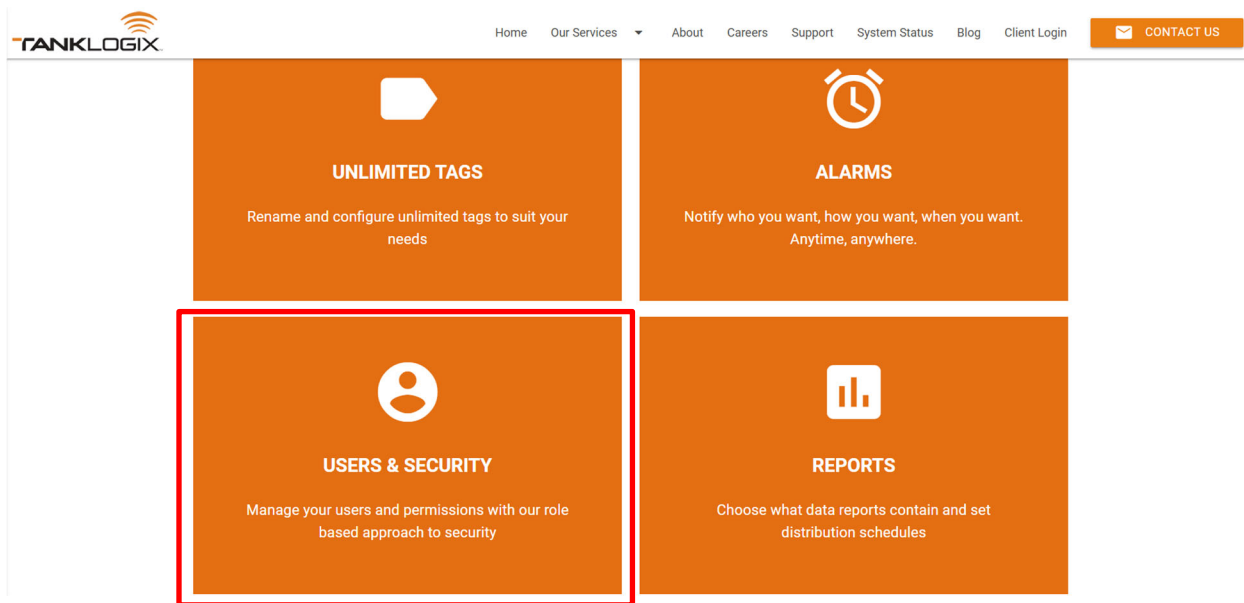 TANKLOGIX
Home Our Services About Careers Support System Status Blog Client Login CONTACT US
UNLIMITED TAGS
Rename and configure unlimited tags to suit your
needs
ALARMS
Notify who you want, how you want, when you want.
Anytime, anywhere.
USERS & SECURITY
Manage your users and permissions with our role
based approach to security
REPORTS
Choose what data reports contain and set
distribution schedules